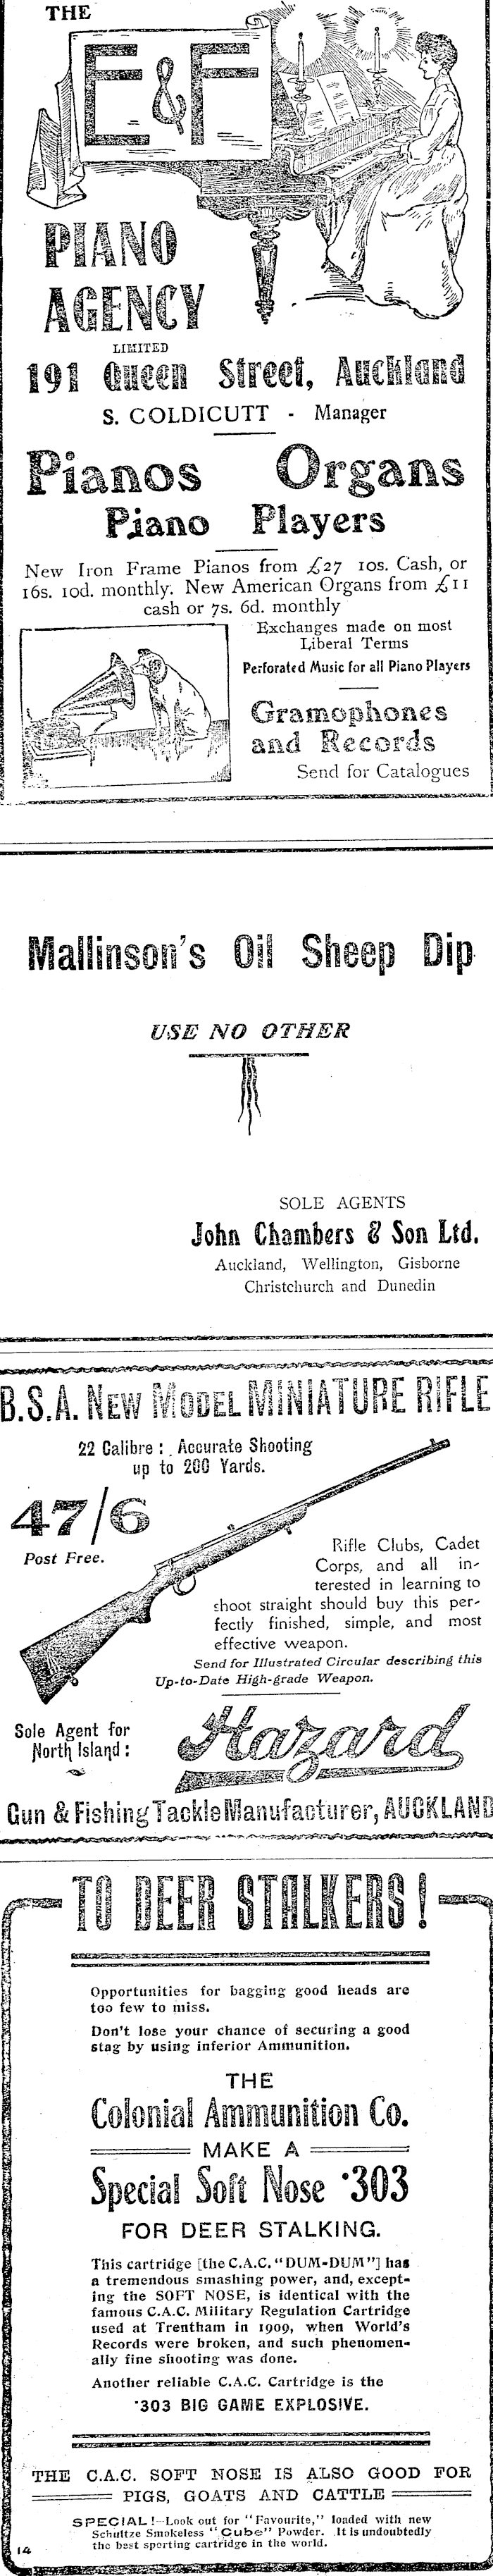 THE
E & F
PIANO
AGENCY
LIMITED
191 Queen Street, Auckland
S. COLDICUTT - Manager
Pianos Organs
Piano Players
New Iron Frame Pianos from £27 10s. Cash, or
16s. 10d. monthly. New American Organs from £11
cash or 7s. 6d. monthly
Exchanges made on most
Liberal Terms
Perforated Music for all Piano Players
Gramophones
and Records
Send for Catalogues
Mallinson's Oil Sheep Dip
USE NO OTHER
SOLE AGENTS
John Chambers & Son Ltd.
Auckland, Wellington, Gisborne
Christchurch and Dunedin
B.S.A. NEW MODEL MINIATURE RIFLE
22 Calibre: Accurate Shooting
up to 200 Yards.
47/6
Post Free.
Rifle Clubs, Cadet
Corps, and all in-
terested in learning to
shoot straight should buy this per-
fectly finished, simple, and most
effective weapon.
Send for Illustrated Circular describing this
Up-to-Date High-grade Weapon.
Sole Agent for
North Island:
Hazard
Gun & Fishing Tackle Manufacturer, AUCKLAND
TO DEER STALKERS!
Opportunities for bagging good heads are
too few to miss.
Don't lose your chance of securing a good
stag by using inferior Ammunition.
THE
Colonial Ammunition Co.
MAKE A
Special Soft Nose ·303
FOR DEER STALKING.
This cartridge [the C.A.C. "DUM-DUM"] has
a tremendous smashing power, and, except-
ing the SOFT NOSE, is identical with the
famous C.A.C. Military Regulation Cartridge
used at Trentham in 1909, when World's
Records were broken, and such phenomen-
ally fine shooting was done.
Another reliable C.A.C. Cartridge is the
·303 BIG GAME EXPLOSIVE.
THE C.A.C. SOFT NOSE IS ALSO GOOD FOR
PIGS, GOATS AND CATTLE
SPECIAL!—Look out for "Favourite," loaded with new
Schultze Smokeless "Cube" Powder. It is undoubtedly
the best sporting cartridge in the world.
14